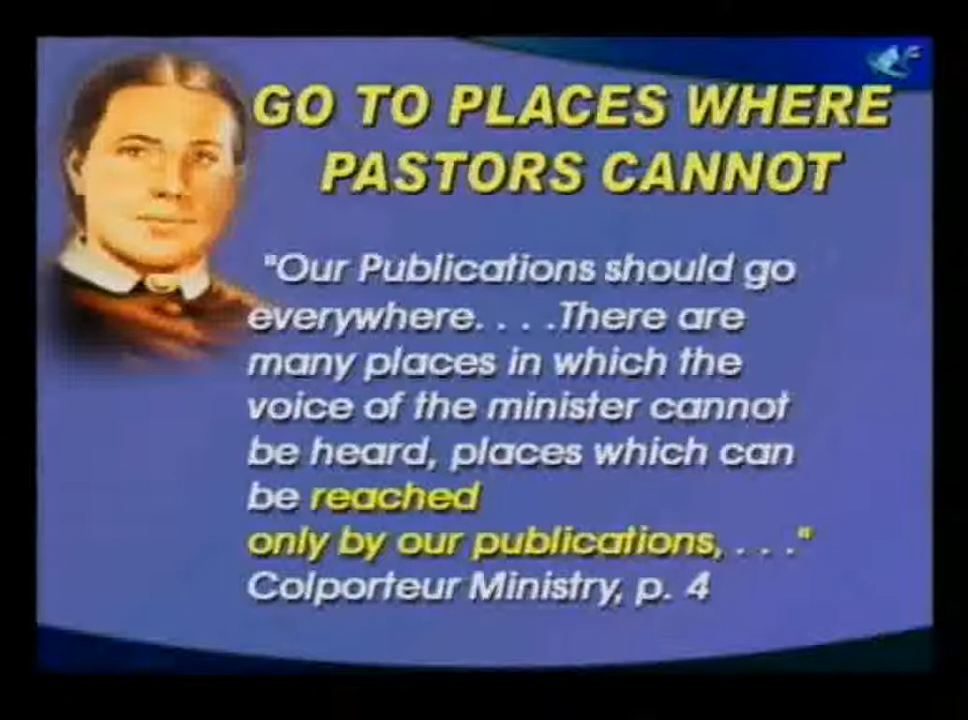 GO TO PLACES WHERE
PASTORS CANNOT
"Our Publications should go
everywhere. . . .There are
many places in which the
voice of the minister cannot
be heard, places which can
be reached
only by our publications, . . ."
Colporteur Ministry, p. 4